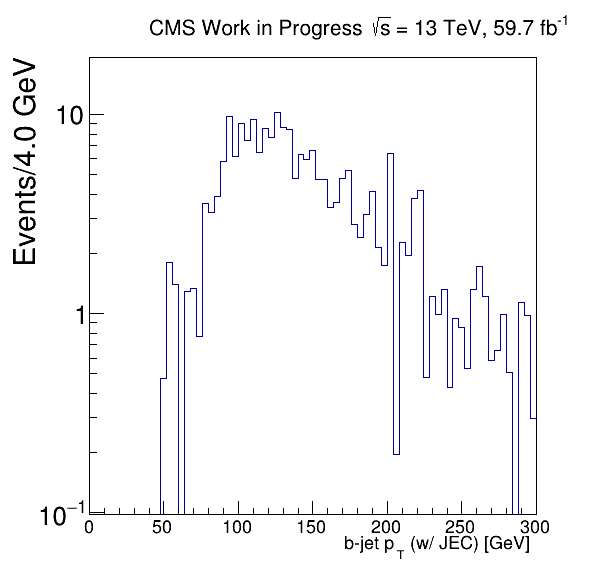 CMS Work in Progress √s = 13 TeV, 59.7 fb⁻¹
Events/4.0 GeV
10
1
10⁻¹
0 50 100 150 200 250 300
b-jet p_T (w/ JEC) [GeV]